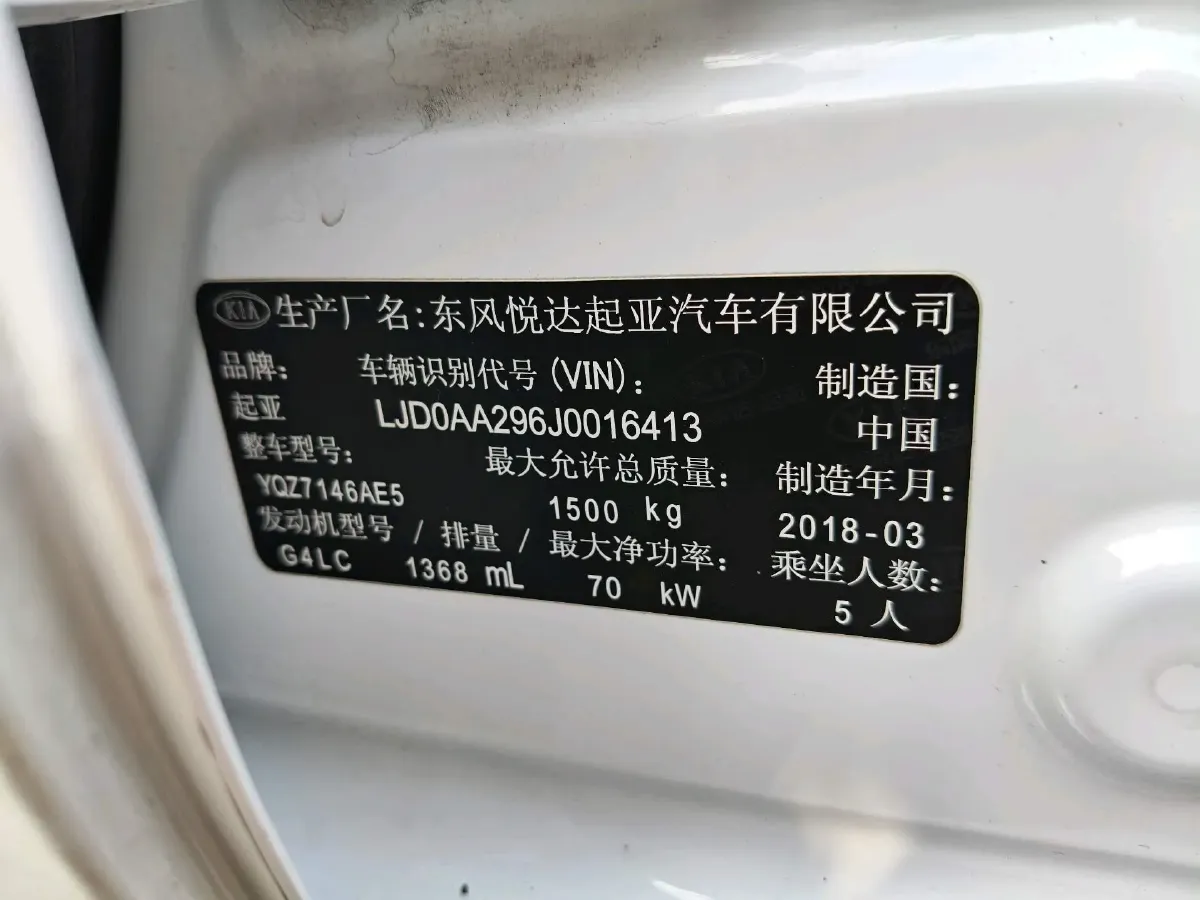 KIA 生产厂名:东风悦达起亚汽车有限公司
品牌: 车辆识别代号(VIN): 制造国:
起亚 LJD0AA296J0016413 中国
整车型号: 最大允许总质量: 制造年月:
YQZ7146AE5 1500 kg 2018-03
发动机型号 / 排量 / 最大净功率: 乘坐人数:
G4LC 1368 mL 70 kW 5 人